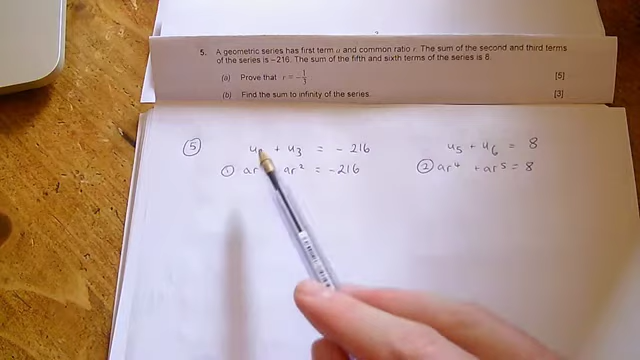 5. A geometric series has first term a and common ratio r. The sum of the second and third terms
of the series is −216. The sum of the fifth and sixth terms of the series is 8.
(a) Prove that r = −1/3 [5]
(b) Find the sum to infinity of the series. [3]
⑤ u + u₃ = −216 u₅ + u₆ = 8
① ar ar² = −216 ② ar⁴ + ar⁵ = 8